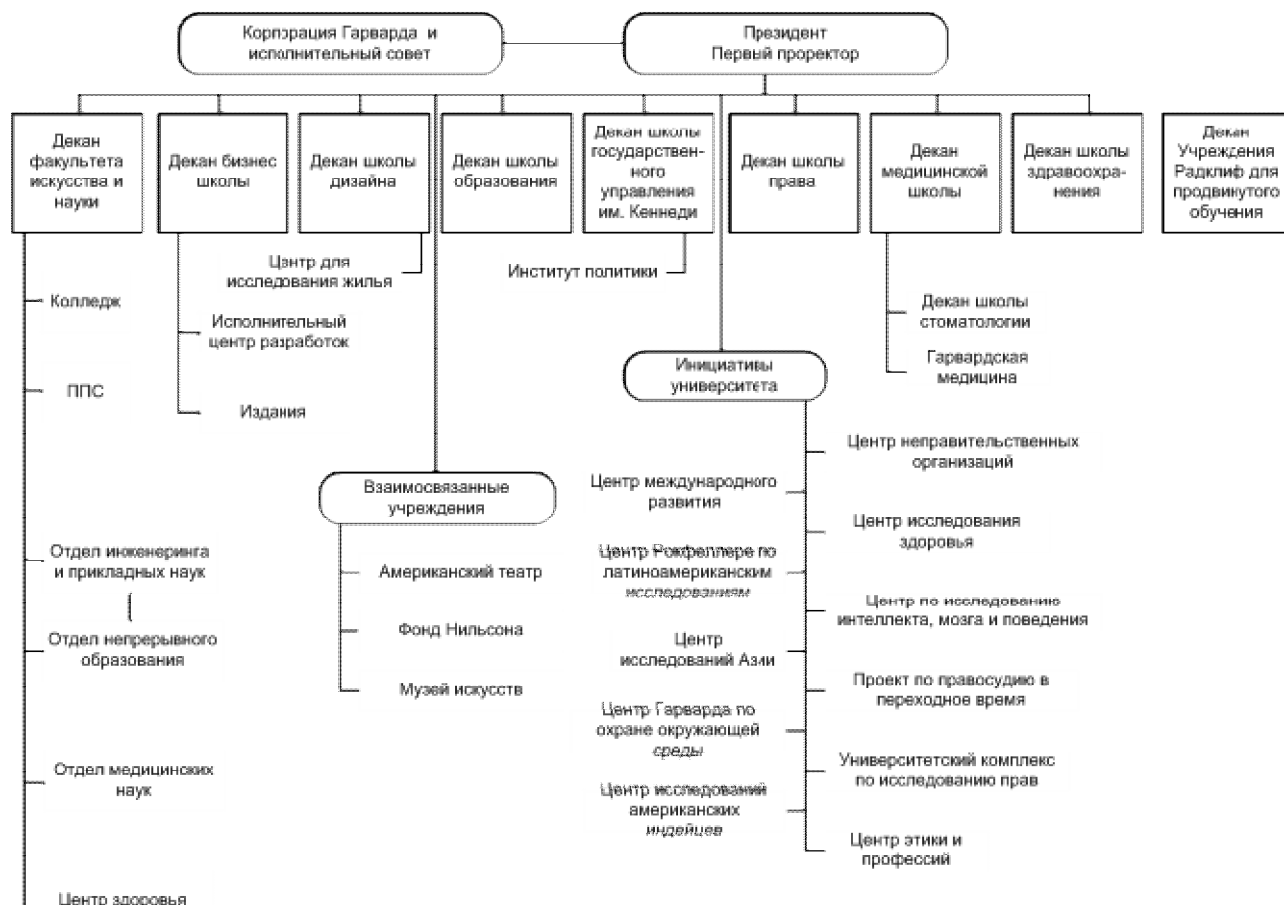 Корпорация Гарварда и
исполнительный совет
Президент
Первый проректор
Декан
факультета
искусства и
науки
Декан бизнес
школы
Декан школы
дизайна
Декан школы
образования
Декан школы
государствен-
ного
управления
им. Кеннеди
Декан школы
права
Декан
медицинской
школы
Декан школы
здравоохра-
нения
Декан
Учреждения
Радклиф для
продвинутого
обучения
Центр для
исследования жилья
Институт политики
Колледж
Исполнительный
центр разработок
Декан школы
стоматологии
Гарвардская
медицина
Инициативы
университета
ППС
Издания
Взаимосвязанные
учреждения
Центр неправительственных
организаций
Центр международного
развития
Центр исследования
здоровья
Отдел инженеринга
и прикладных наук
Американский театр
Центр Рокфеллере по
латиноамериканским
исследованиям
Центр по исследованию
интеллекта, мозга и поведения
Отдел непрерывного
образования
Фонд Нильсона
Центр
исследований Азии
Музей искусств
Проект по правосудию в
переходное время
Центр Гарварда по
охране окружающей
среды
Отдел медицинских
наук
Университетский комплекс
по исследованию прав
Центр исследований
американских
индейцев
Центр этики и
профессий
Центр здоровья